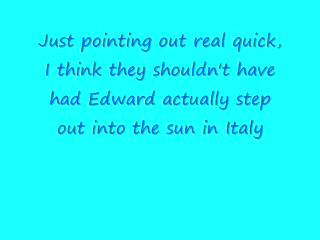 Just pointing out real quick,
I think they shouldn't have
had Edward actually step
out into the sun in Italy